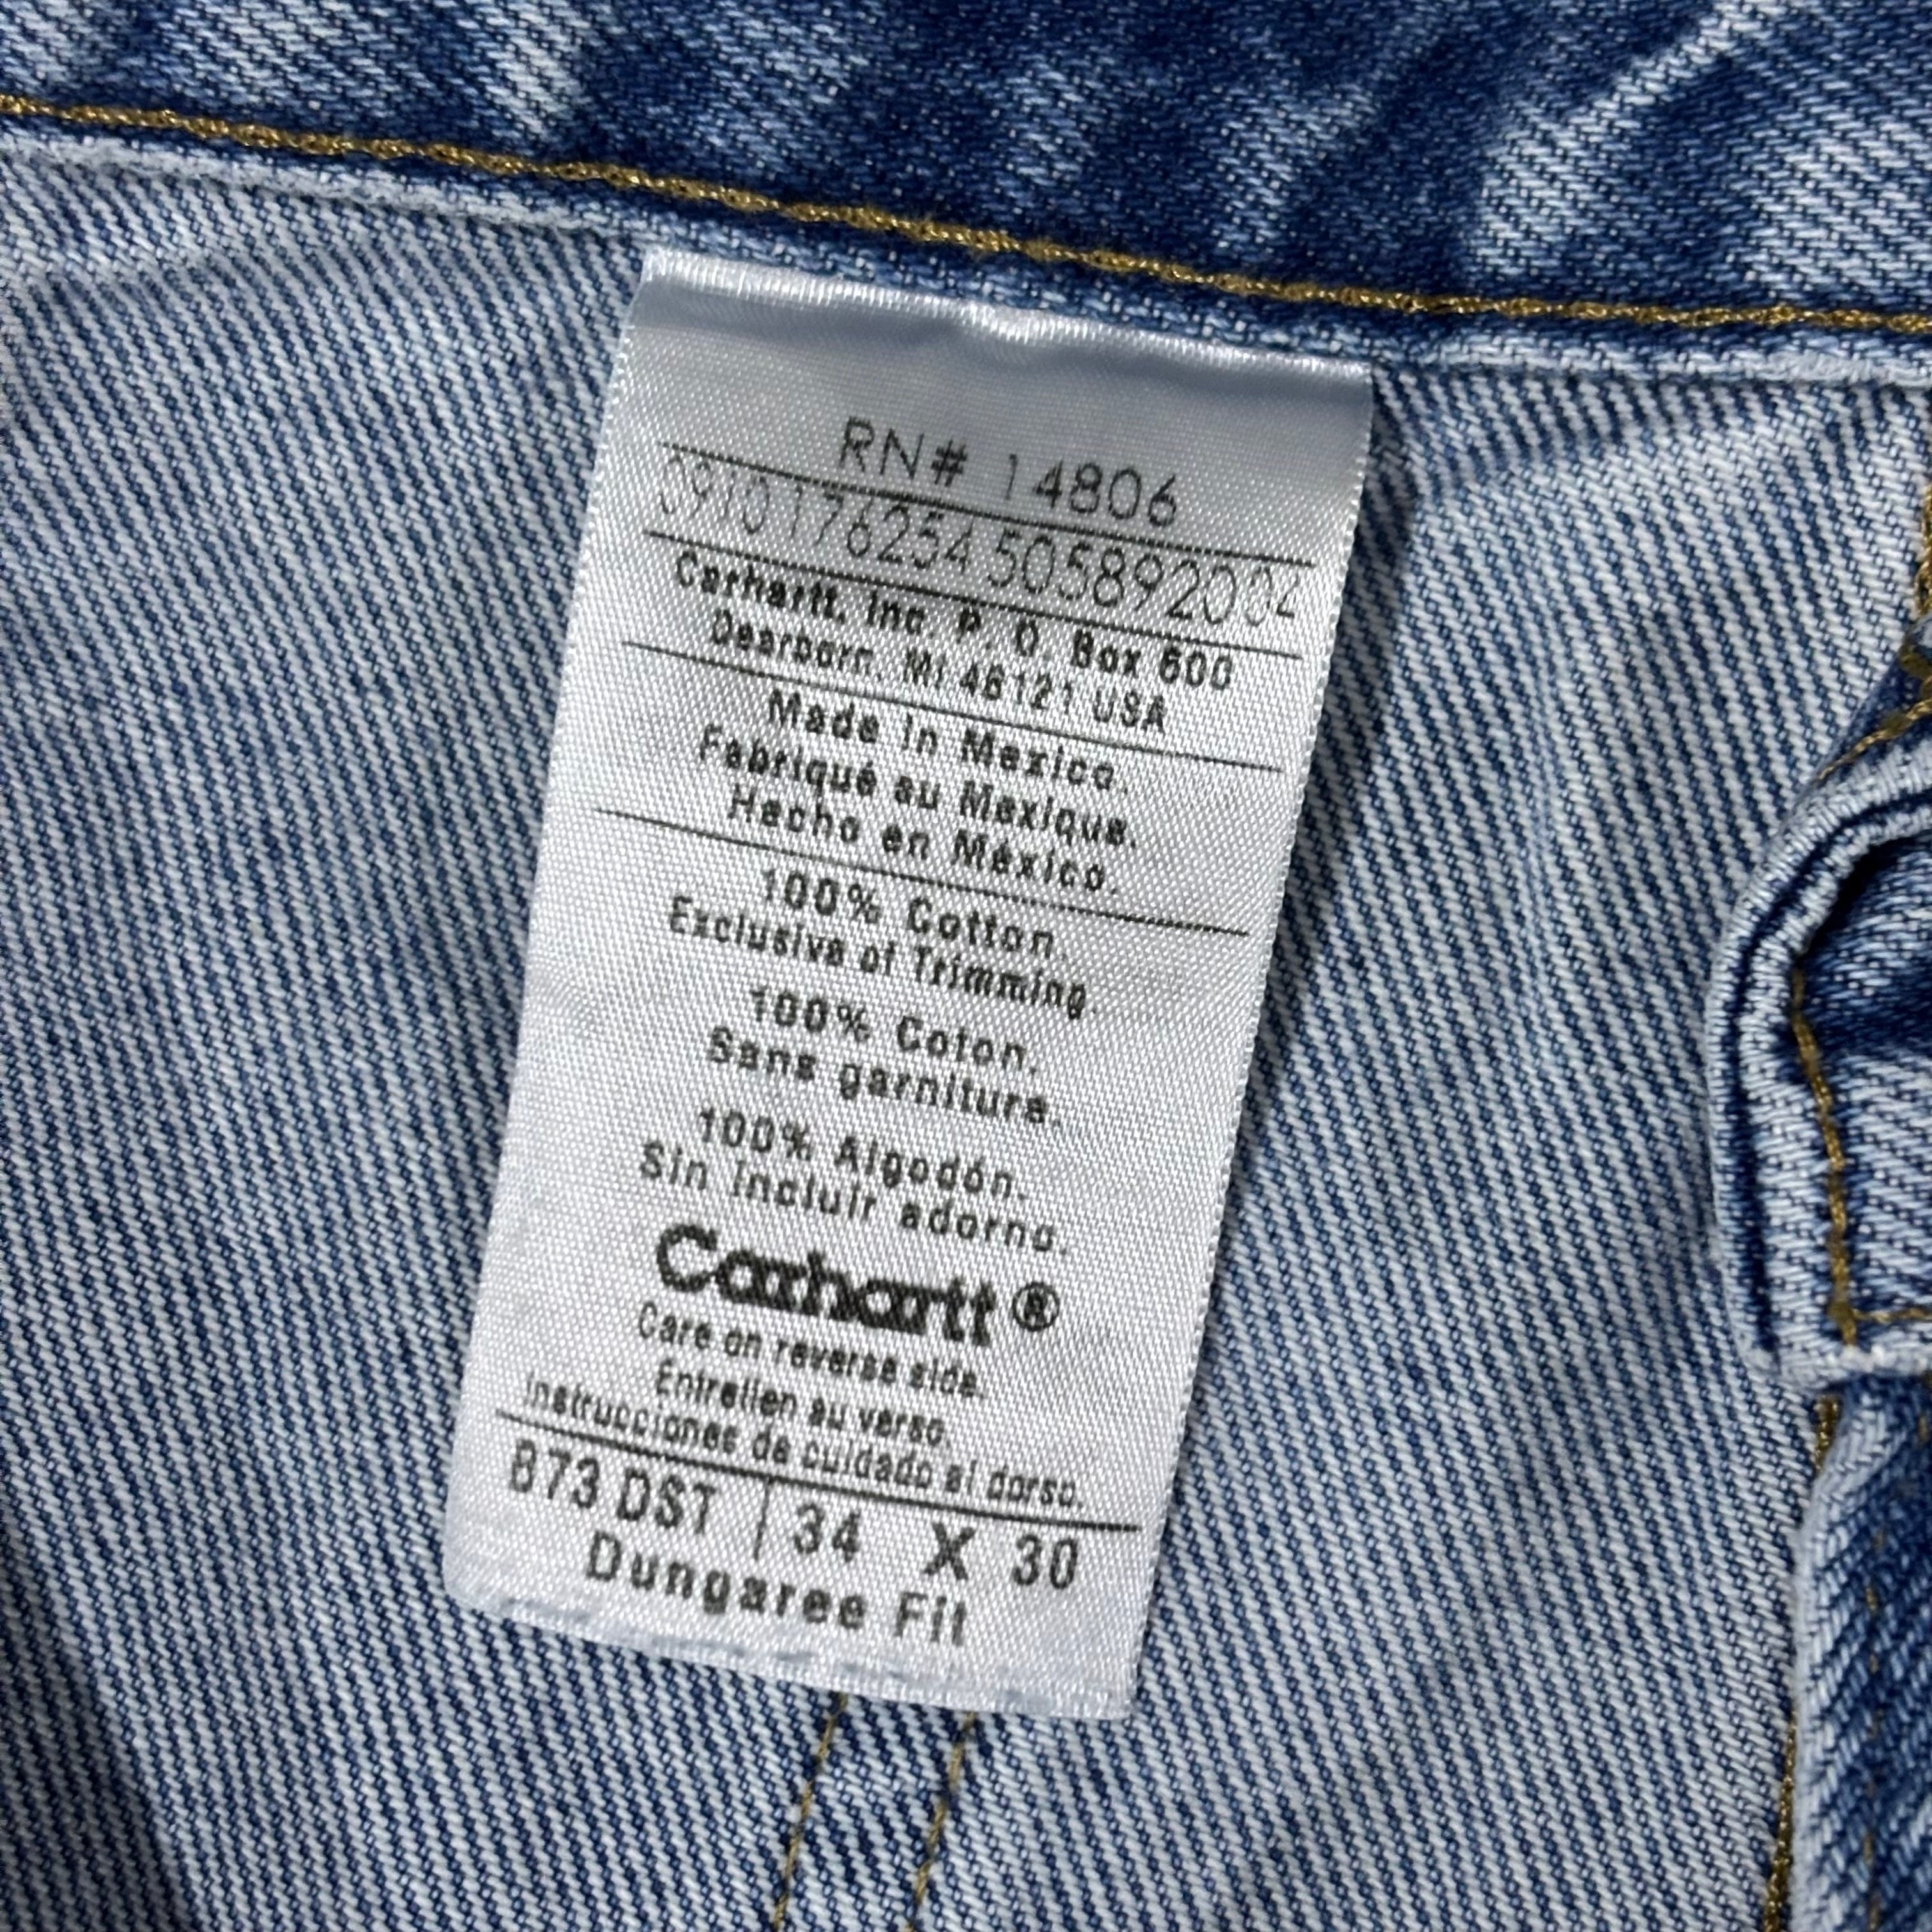 RN# 14806
0910176254 5058922004
Carhartt, Inc. P. O. Box 600
Dearborn, MI 48121 USA
Made in Mexico.
Fabriqué au Mexique.
Hecho en México.
100% Cotton.
Exclusive of Trimming.
100% Coton.
Sans garniture.
100% Algodón.
Sin incluir adorno.
Carhartt®
Care on reverse side.
Entretien au verso.
Instrucciones de cuidado al dorso.
B73 DST | 34 X 30
Dungaree Fit